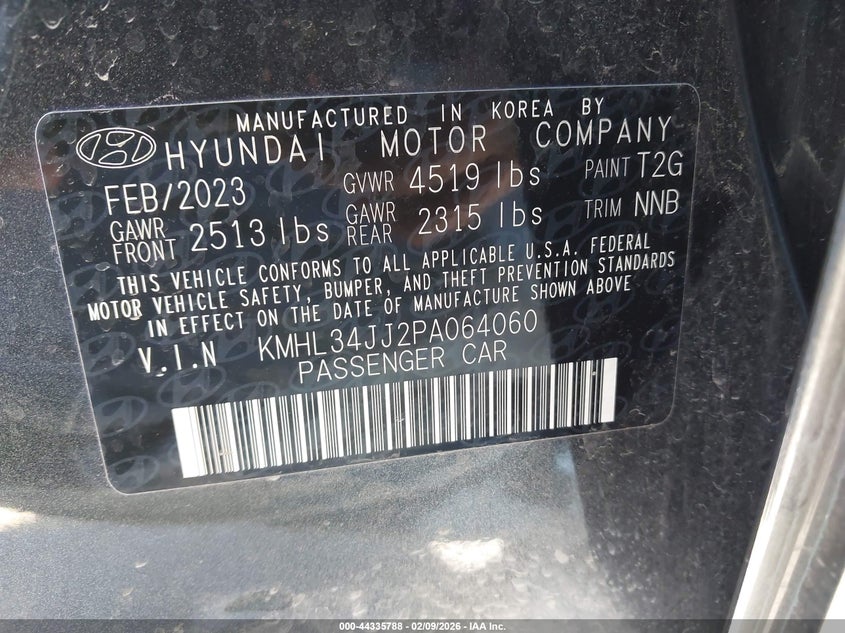 MANUFACTURED IN KOREA BY
HYUNDAI MOTOR COMPANY
FEB/2023 GVWR 4519 lbs PAINT T2G
GAWR FRONT 2513 lbs GAWR REAR 2315 lbs TRIM NNB
THIS VEHICLE CONFORMS TO ALL APPLICABLE U.S.A. FEDERAL
MOTOR VEHICLE SAFETY, BUMPER, AND THEFT PREVENTION STANDARDS
IN EFFECT ON THE DATE OF MANUFACTURE SHOWN ABOVE
V.I.N KMHL34JJ2PA064060
PASSENGER CAR
000-44335788 - 02/09/2026 - IAA Inc.